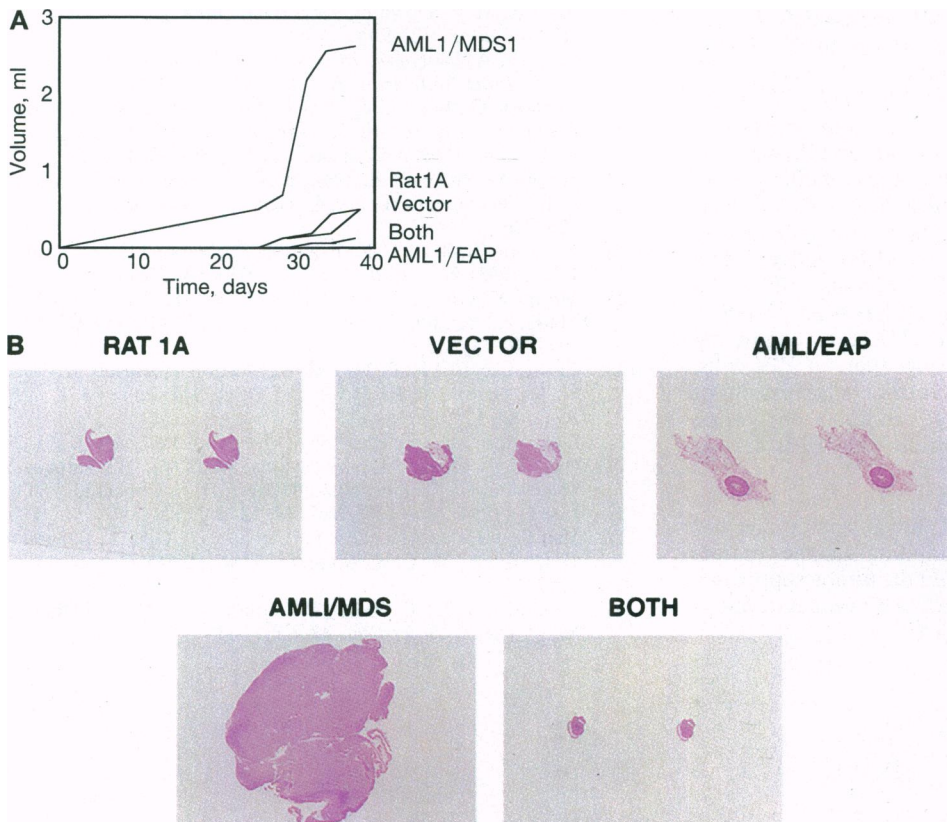 A
3
2
1
0
Volume, ml
0 10 20 30 40
Time, days
AML1/MDS1
Rat1A
Vector
Both
AML1/EAP
B
RAT 1A
VECTOR
AMLI/EAP
AMLI/MDS
BOTH